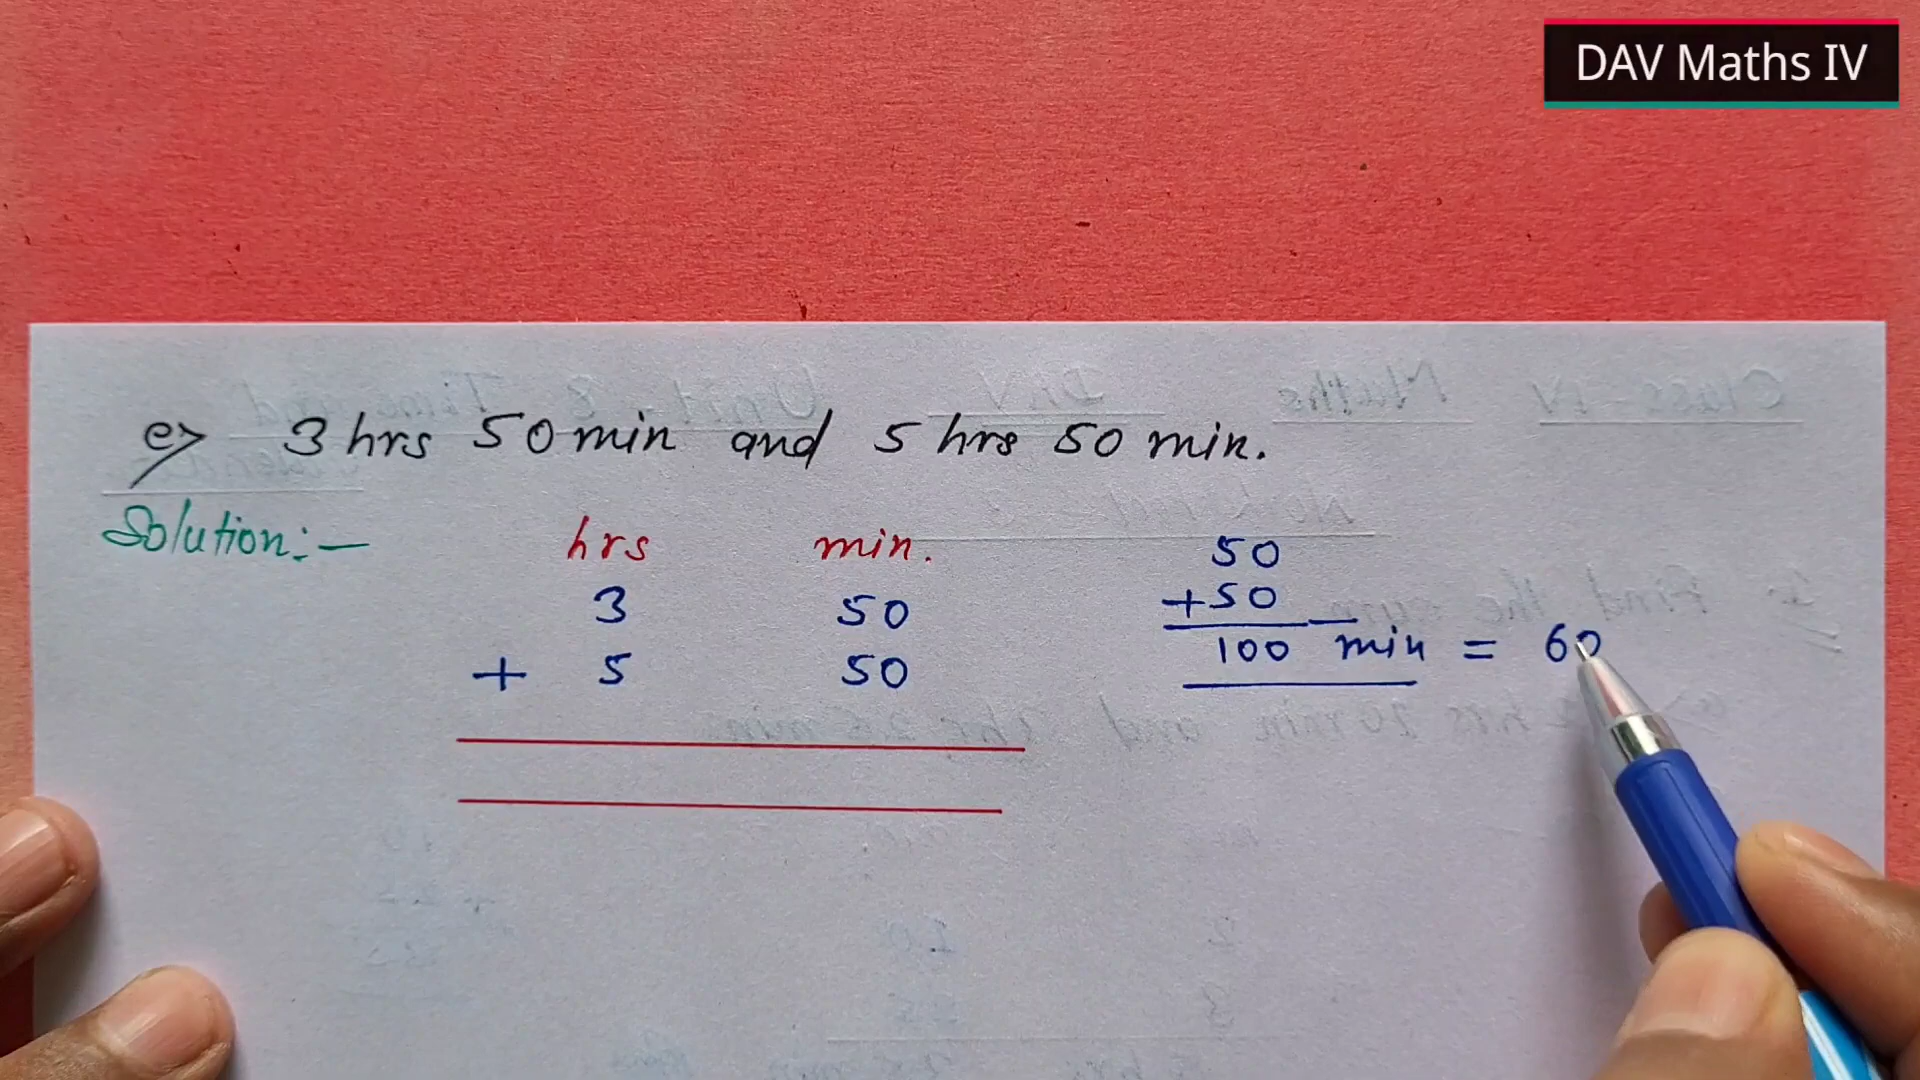 DAV Maths IV
e> 3 hrs 50 min and 5 hrs 50 min.
Solution:-
hrs min.
3 50
+ 5 50
50
+50
100 min = 60